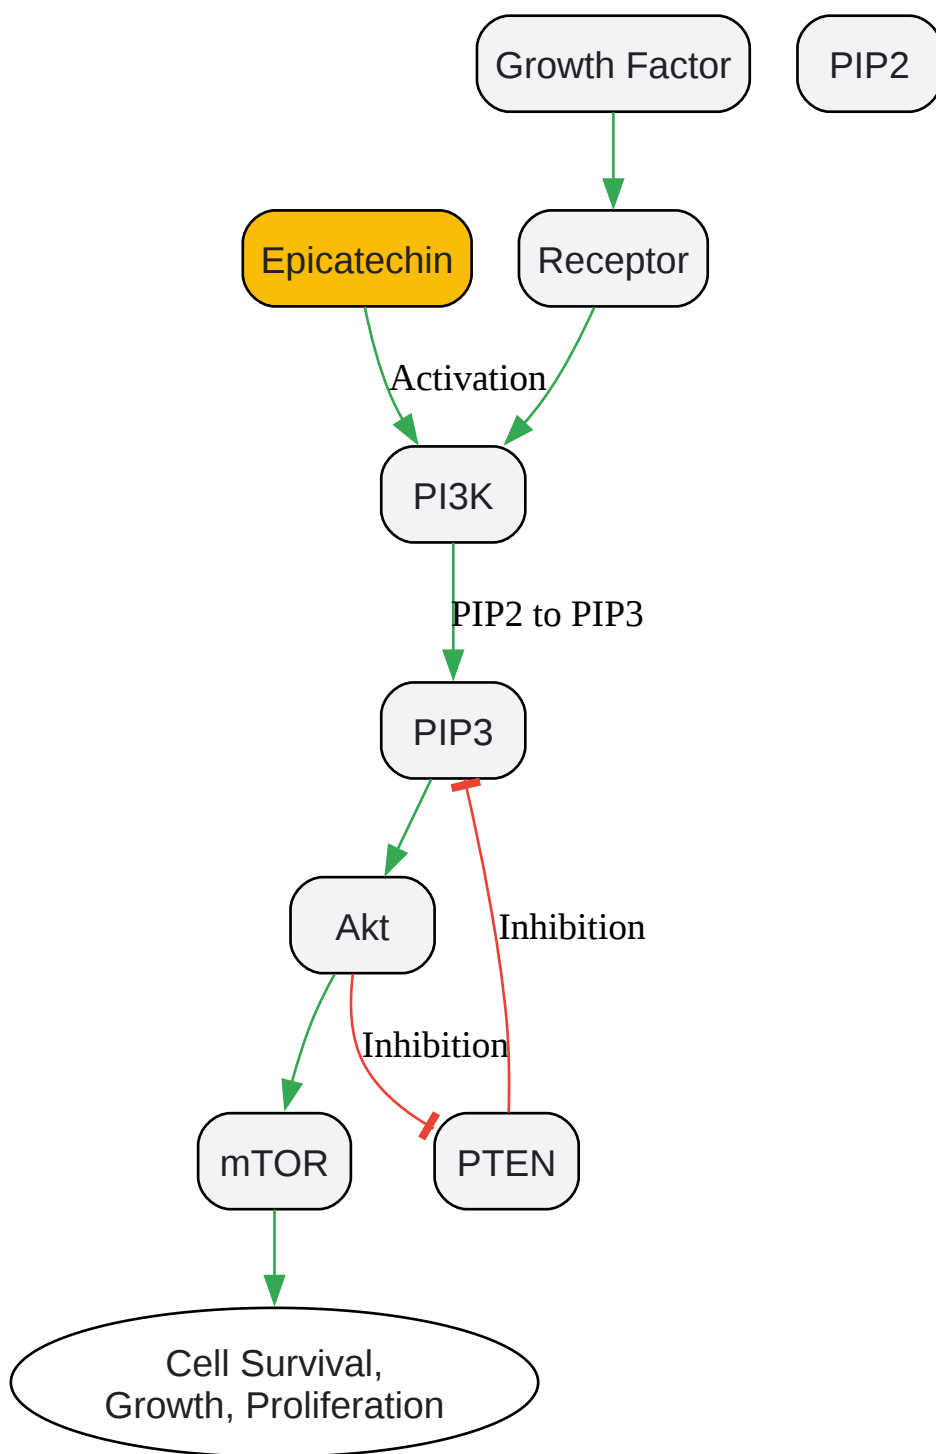 Growth Factor
PIP2
Epicatechin
Receptor
Activation
PI3K
PIP2 to PIP3
PIP3
Akt
Inhibition
Inhibition
mTOR
PTEN
Cell Survival,
Growth, Proliferation